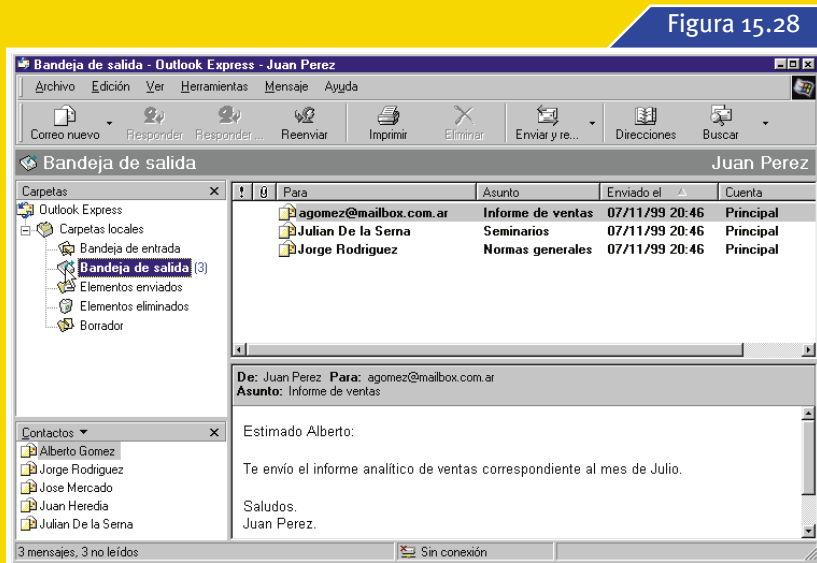 Figura 15.28
Bandeja de salida - Outlook Express - Juan Perez
Archivo Edición Ver Herramientas Mensaje Ayuda
Correo nuevo Responder Responder ... Reenviar Imprimir Eliminar Enviar y re... Direcciones Buscar
Bandeja de salida Juan Perez
Carpetas
Outlook Express
Carpetas locales
Bandeja de entrada
Bandeja de salida (3)
Elementos enviados
Elementos eliminados
Borrador
! Para Asunto Enviado el Cuenta
agomez@mailbox.com.ar Informe de ventas 07/11/99 20:46 Principal
Julian De la Serna Seminarios 07/11/99 20:46 Principal
Jorge Rodriguez Normas generales 07/11/99 20:46 Principal
De: Juan Perez Para: agomez@mailbox.com.ar
Asunto: Informe de ventas
Estimado Alberto:
Te envío el informe analítico de ventas correspondiente al mes de Julio.
Saludos.
Juan Perez.
Contactos
Alberto Gomez
Jorge Rodriguez
Jose Mercado
Juan Heredia
Julian De la Serna
3 mensajes, 3 no leídos Sin conexión